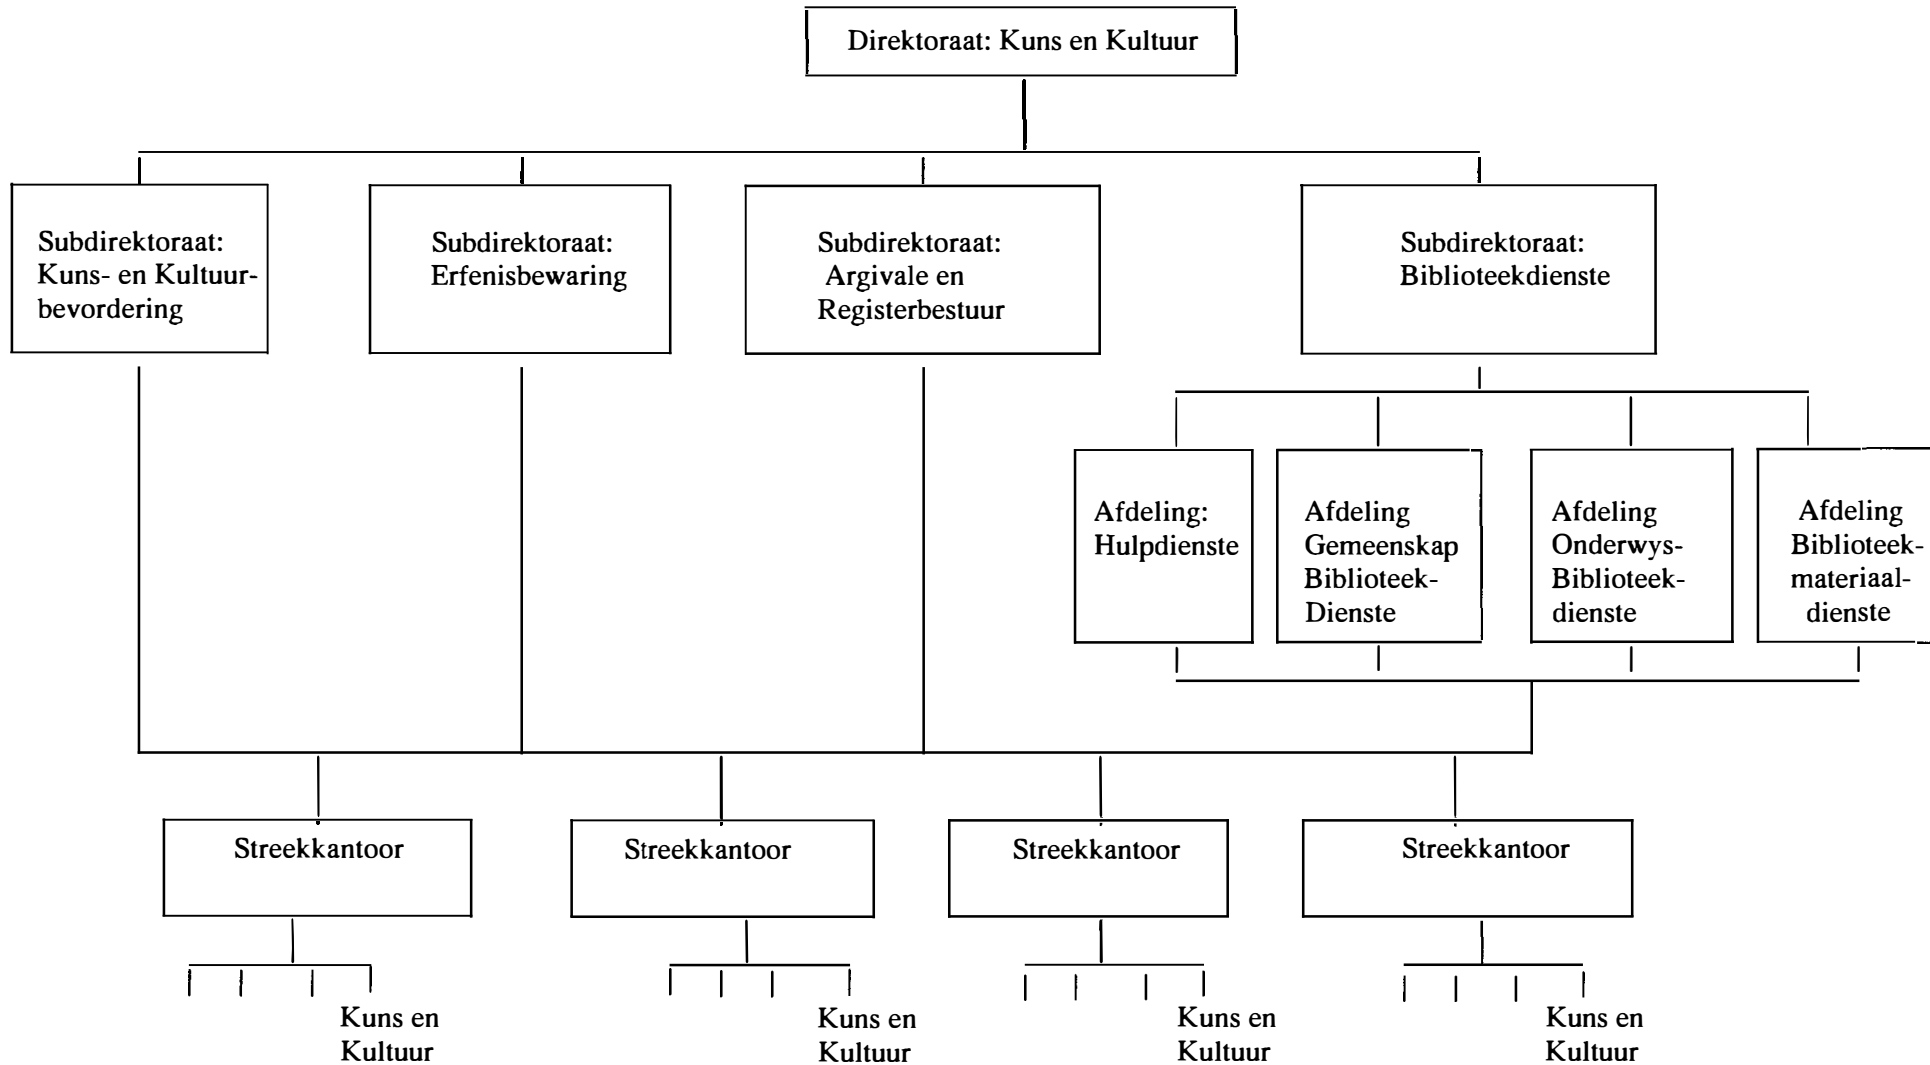 Direktoraat: Kuns en Kultuur
Subdirektoraat:
Kuns- en Kultuur-
bevordering
Subdirektoraat:
Erfenisbewaring
Subdirektoraat:
Argivale en
Registerbestuur
Subdirektoraat:
Biblioteekdienste
Afdeling:
Hulpdienste
Afdeling
Gemeenskap
Biblioteek-
Dienste
Afdeling
Onderwys-
Biblioteek-
dienste
Afdeling
Biblioteek-
materiaal-
dienste
Streekkantoor
Streekkantoor
Streekkantoor
Streekkantoor
Kuns en
Kultuur
Kuns en
Kultuur
Kuns en
Kultuur
Kuns en
Kultuur